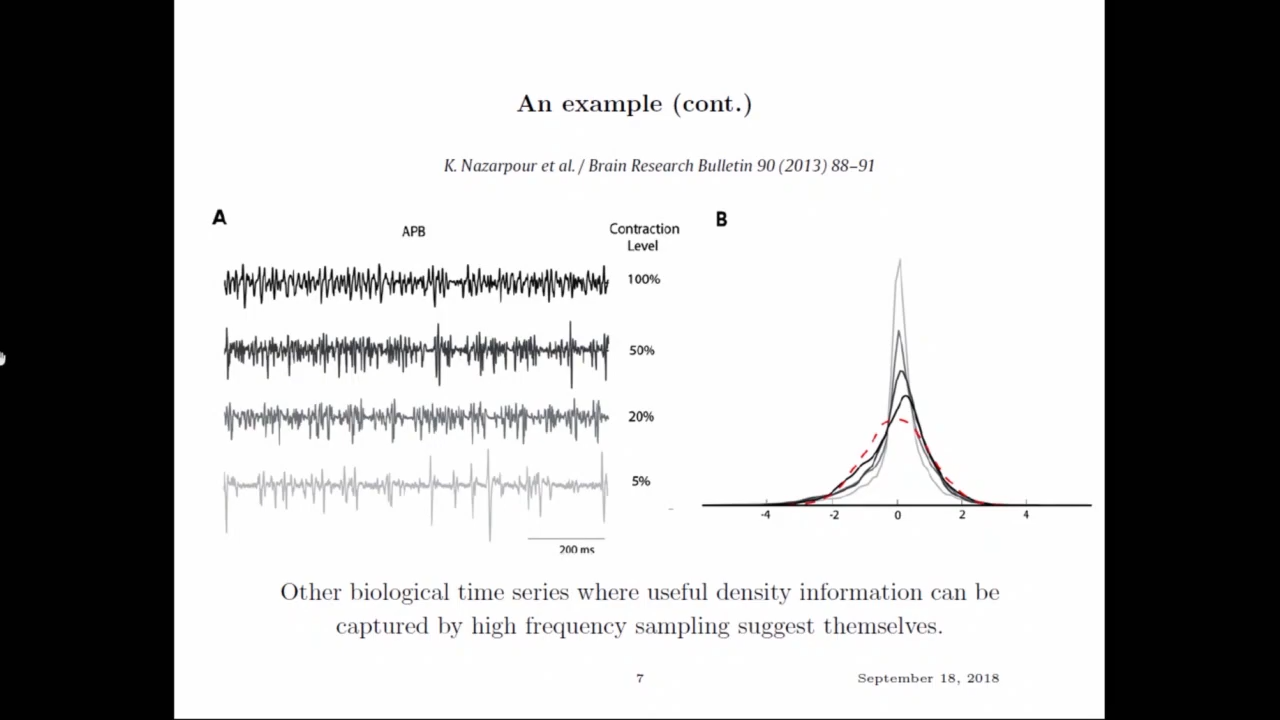 An example (cont.)
K. Nazarpour et al. / Brain Research Bulletin 90 (2013) 88–91
A
APB
Contraction
Level
100%
50%
20%
5%
200 ms
B
-4
-2
0
2
4
Other biological time series where useful density information can be
captured by high frequency sampling suggest themselves.
7
September 18, 2018